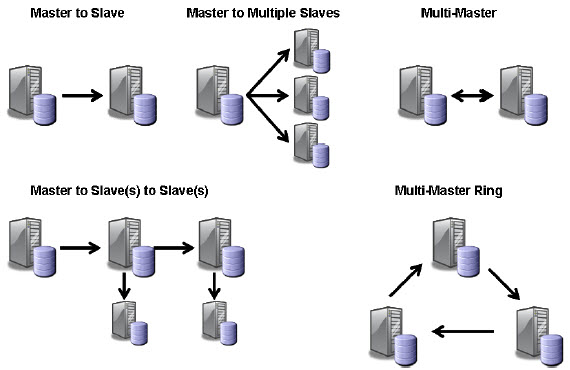 Master to Slave
Master to Multiple Slaves
Multi-Master
Master to Slave(s) to Slave(s)
Multi-Master Ring